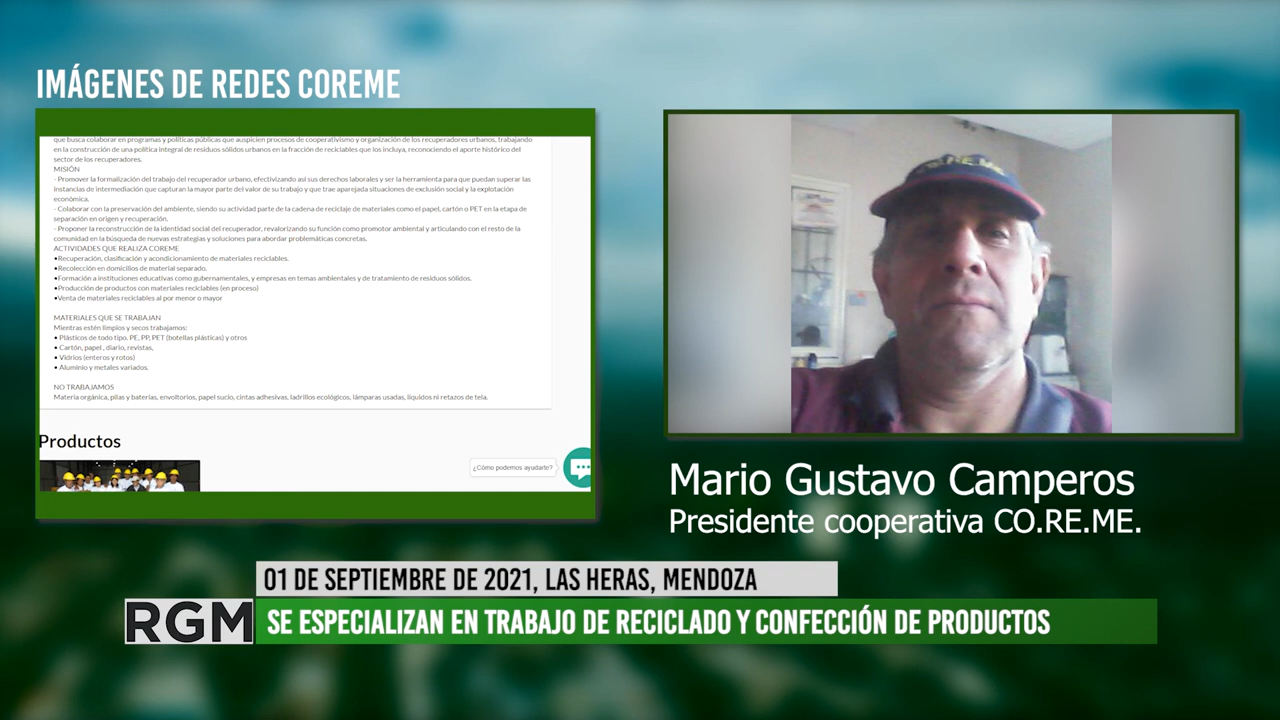 IMÁGENES DE REDES COREME
que busca colaborar en programas y políticas públicas que auspicien procesos de cooperativismo y organización de los recuperadores urbanos, trabajando
en la construcción de una política integral de residuos sólidos urbanos en la fracción de reciclables que los incluya, reconociendo el aporte histórico del
sector de los recuperadores.
MISIÓN
- Promover la formalización del trabajo del recuperador urbano, efectivizando así sus derechos laborales y ser la herramienta para que puedan superar las
instancias de intermediación que capturan la mayor parte del valor de su trabajo y que trae aparejada situaciones de exclusión social y la explotación
económica.
- Colaborar con la preservación del ambiente, siendo su actividad parte de la cadena de reciclaje de materiales como el papel, cartón o PET en la etapa de
separación en origen y recuperación.
- Proponer la reconstrucción de la identidad social del recuperador, revalorizando su función como promotor ambiental y articulando con el resto de la
comunidad en la búsqueda de nuevas estrategias y soluciones para abordar problemáticas concretas.
ACTIVIDADES QUE REALIZA COREME
•Recuperación, clasificación y acondicionamiento de materiales reciclables.
•Recolección en domicilios de material separado.
•Formación a instituciones educativas como gubernamentales, y empresas en temas ambientales y de tratamiento de residuos sólidos.
•Producción de productos con materiales reciclables (en proceso)
•Venta de materiales reciclables al por menor o mayor
MATERIALES QUE SE TRABAJAN
Mientras estén limpios y secos trabajamos:
• Plásticos de todo tipo. PE, PP, PET (botellas plásticas) y otros
• Cartón, papel , diario, revistas,
• Vidrios (enteros y rotos)
• Aluminio y metales variados.
NO TRABAJAMOS
Materia orgánica, pilas y baterías, envoltorios, papel sucio, cintas adhesivas, ladrillos ecológicos, lámparas usadas, líquidos ni retazos de tela.
Productos
¿Cómo podemos ayudarte?
Mario Gustavo Camperos
Presidente cooperativa CO.RE.ME.
01 DE SEPTIEMBRE DE 2021, LAS HERAS, MENDOZA
RGM
SE ESPECIALIZAN EN TRABAJO DE RECICLADO Y CONFECCIÓN DE PRODUCTOS